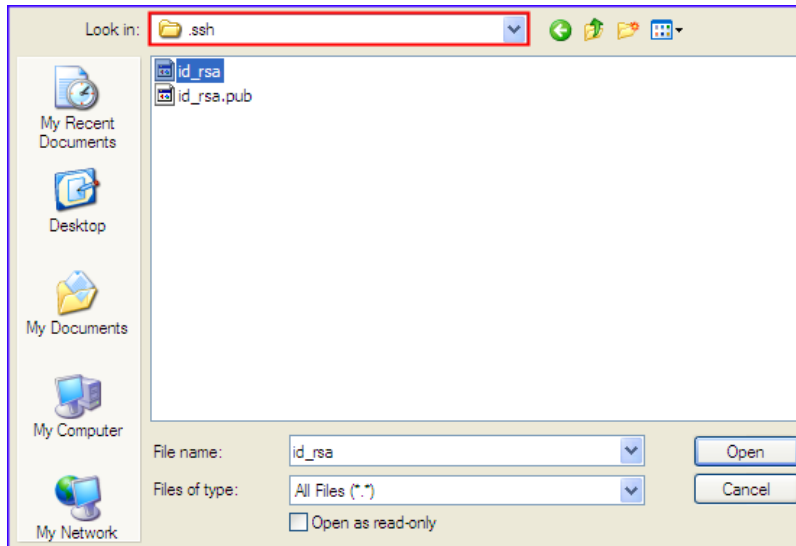 Look in:
.ssh
id_rsa
id_rsa.pub
My Recent
Documents
Desktop
My Documents
My Computer
My Network
File name:
id_rsa
Open
Files of type:
All Files (*.*)
Cancel
Open as read-only